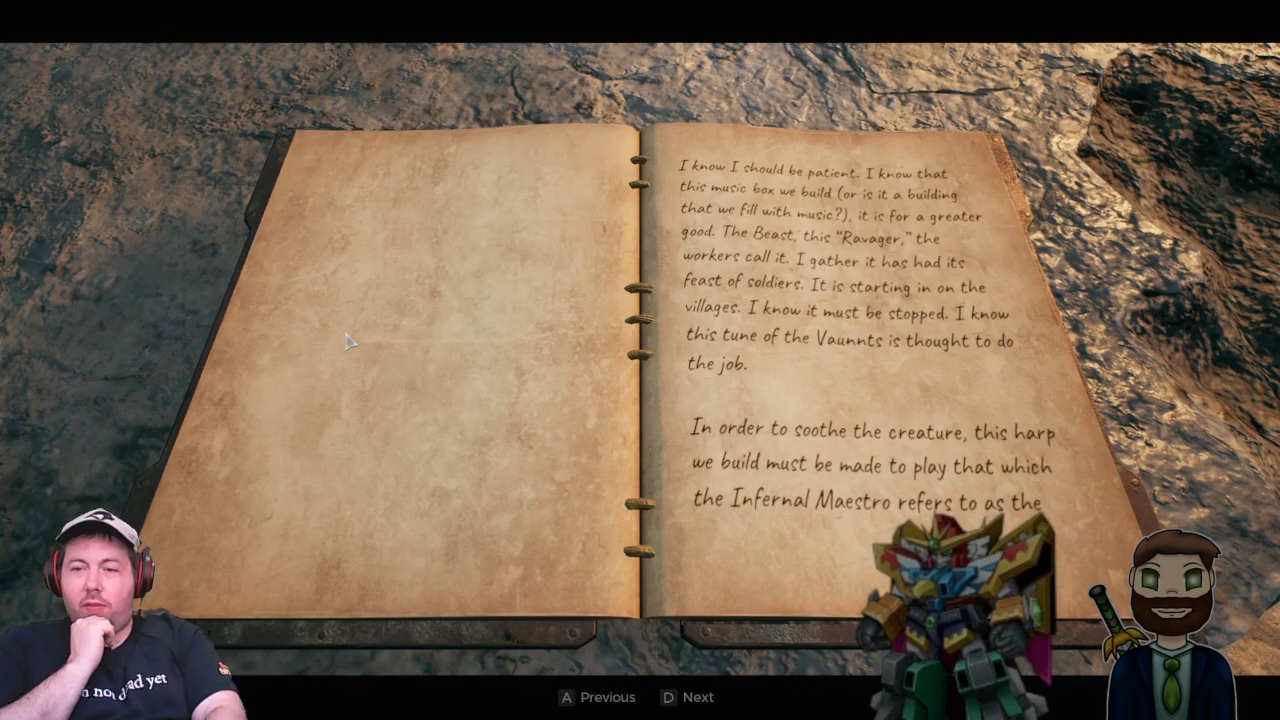 I know I should be patient. I know that
this music box we build (or is it a building
that we fill with music?), it is for a greater
good. The Beast, this "Ravager," the
workers call it. I gather it has had its
feast of soldiers. It is starting in on the
villages. I know it must be stopped. I know
this tune of the Vaunnts is thought to do
the job.
In order to soothe the creature, this harp
we build must be made to play that which
the Infernal Maestro refers to as the
yet
A Previous D Next